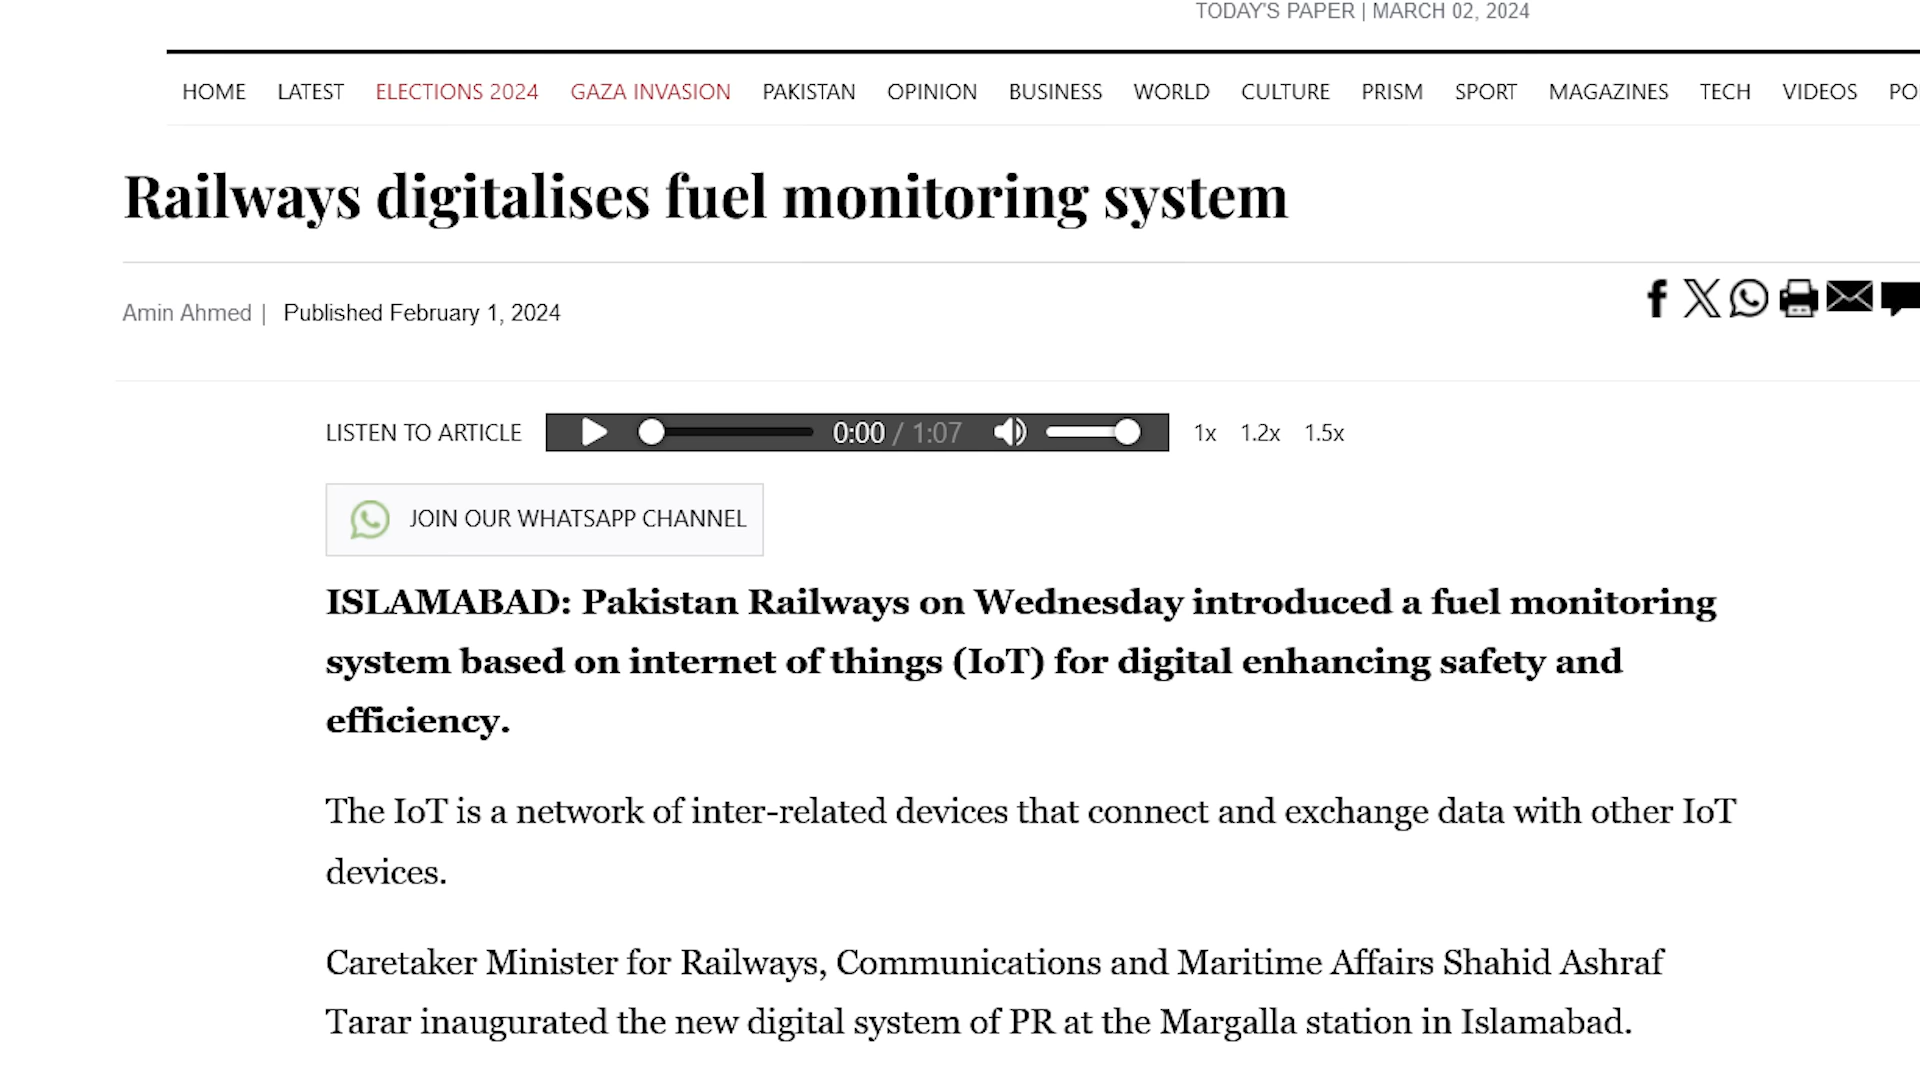 TODAY'S PAPER | MARCH 02, 2024
HOME LATEST ELECTIONS 2024 GAZA INVASION PAKISTAN OPINION BUSINESS WORLD CULTURE PRISM SPORT MAGAZINES TECH VIDEOS PO
Railways digitalises fuel monitoring system
Amin Ahmed | Published February 1, 2024
LISTEN TO ARTICLE 0:00 / 1:07 1x 1.2x 1.5x
JOIN OUR WHATSAPP CHANNEL
ISLAMABAD: Pakistan Railways on Wednesday introduced a fuel monitoring
system based on internet of things (IoT) for digital enhancing safety and
efficiency.
The IoT is a network of inter-related devices that connect and exchange data with other IoT
devices.
Caretaker Minister for Railways, Communications and Maritime Affairs Shahid Ashraf
Tarar inaugurated the new digital system of PR at the Margalla station in Islamabad.